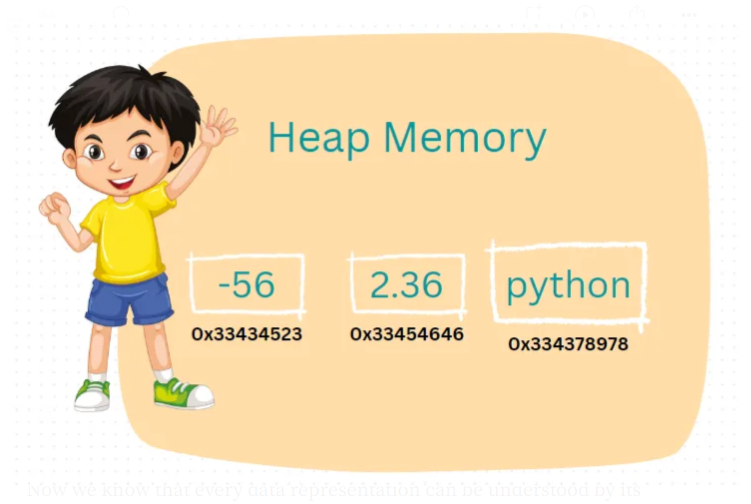 Heap Memory
-56 2.36 python
0x33434523 0x33454646 0x334378978
Now we know that every data representation can be understood by its